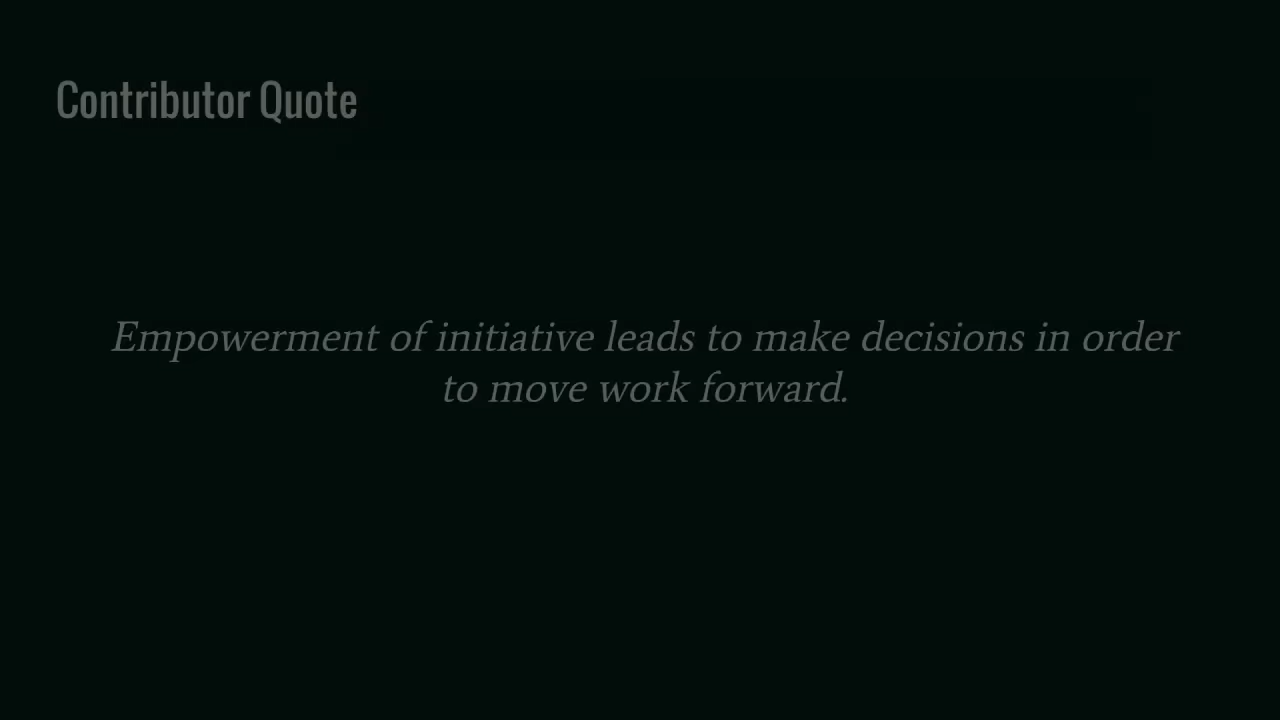 Contributor Quote
Empowerment of initiative leads to make decisions in order
to move work forward.